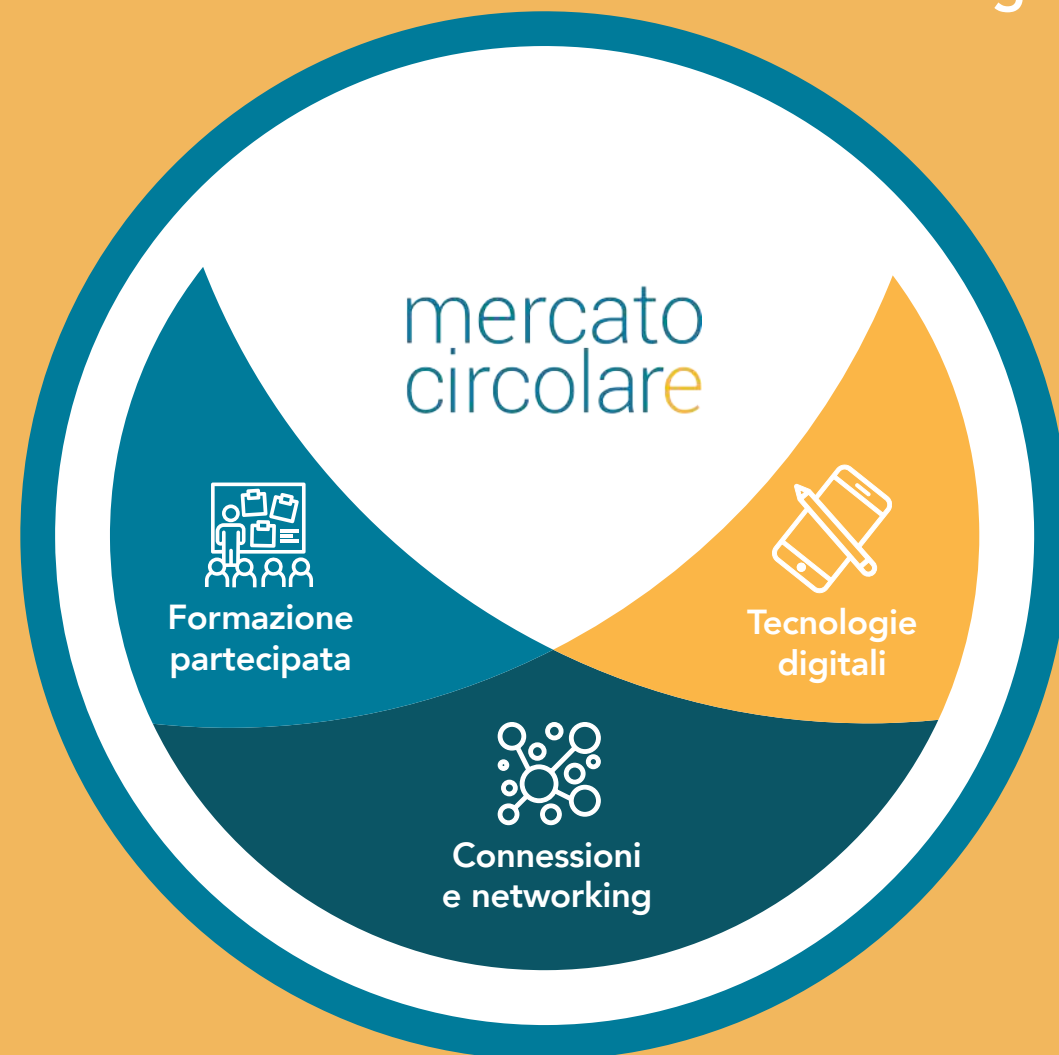 mercato
circolare
Formazione
partecipata
Tecnologie
digitali
Connessioni
e networking